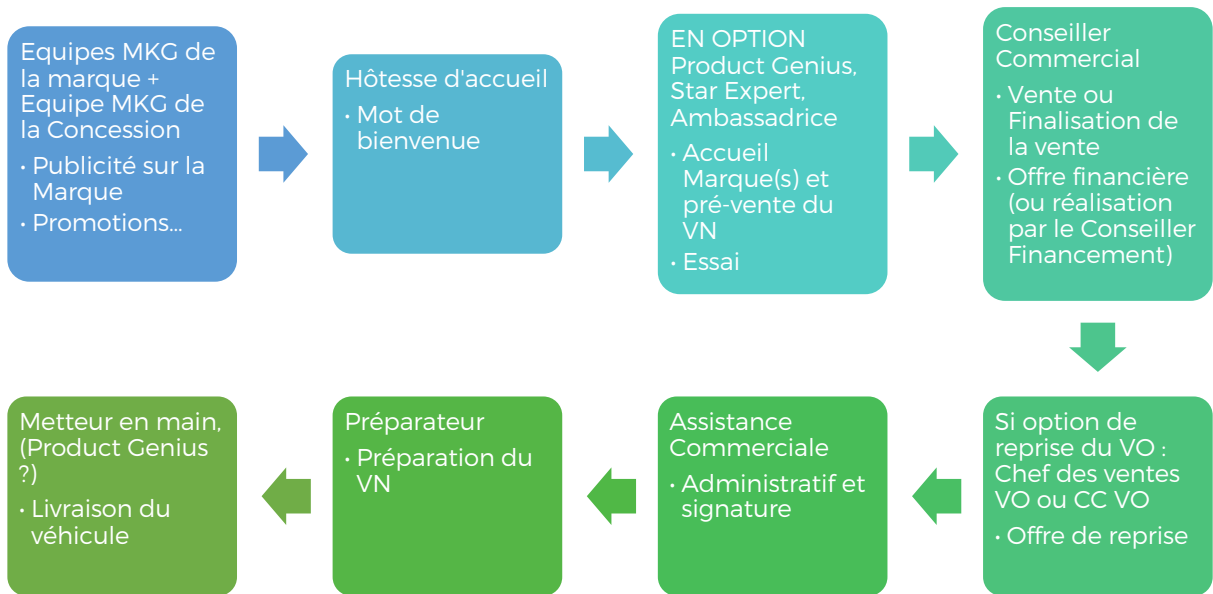 Equipes MKG de
la marque +
Equipe MKG de
la Concession
• Publicité sur la
Marque
• Promotions...
Hôtesse d'accueil
• Mot de
bienvenue
EN OPTION
Product Genius,
Star Expert,
Ambassadrice
• Accueil
Marque(s) et
pré-vente du
VN
• Essai
Conseiller
Commercial
• Vente ou
Finalisation de
la vente
• Offre financière
(ou réalisation
par le Conseiller
Financement)
Si option de
reprise du VO :
Chef des ventes
VO ou CC VO
• Offre de reprise
Assistance
Commerciale
• Administratif et
signature
Préparateur
• Préparation du
VN
Metteur en main,
(Product Genius
?)
• Livraison du
véhicule